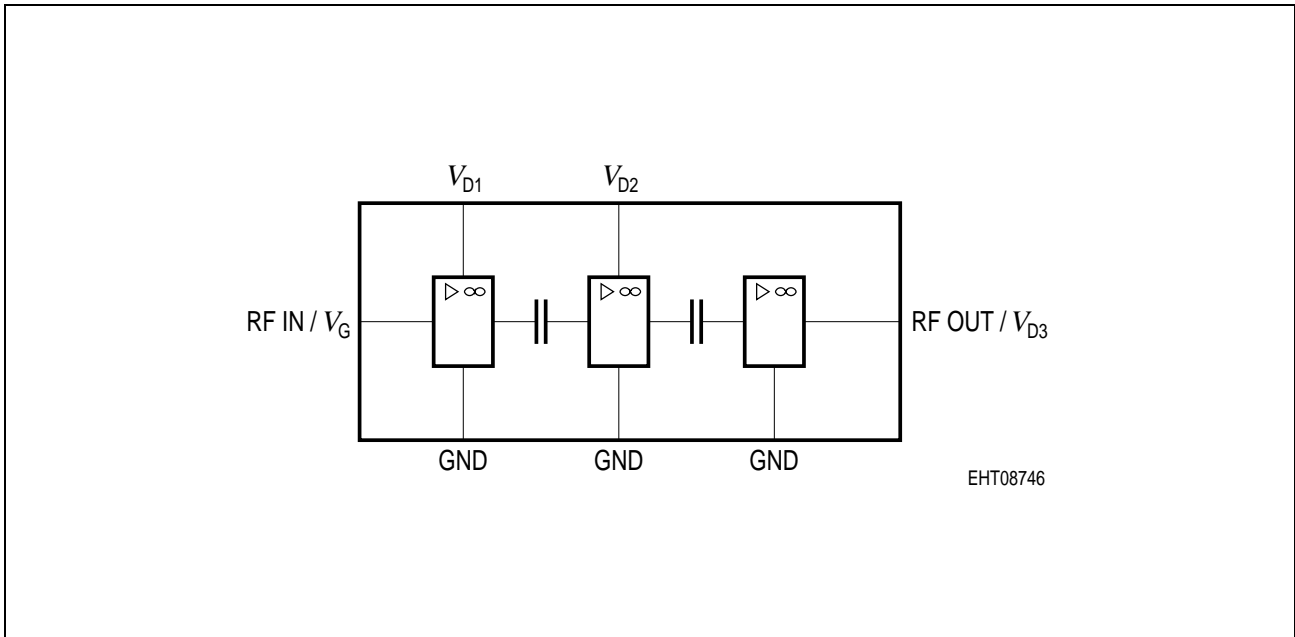 V_D1 V_D2
▷ ∞ ▷ ∞ ▷ ∞
RF IN / V_G RF OUT / V_D3
GND GND GND
EHT08746